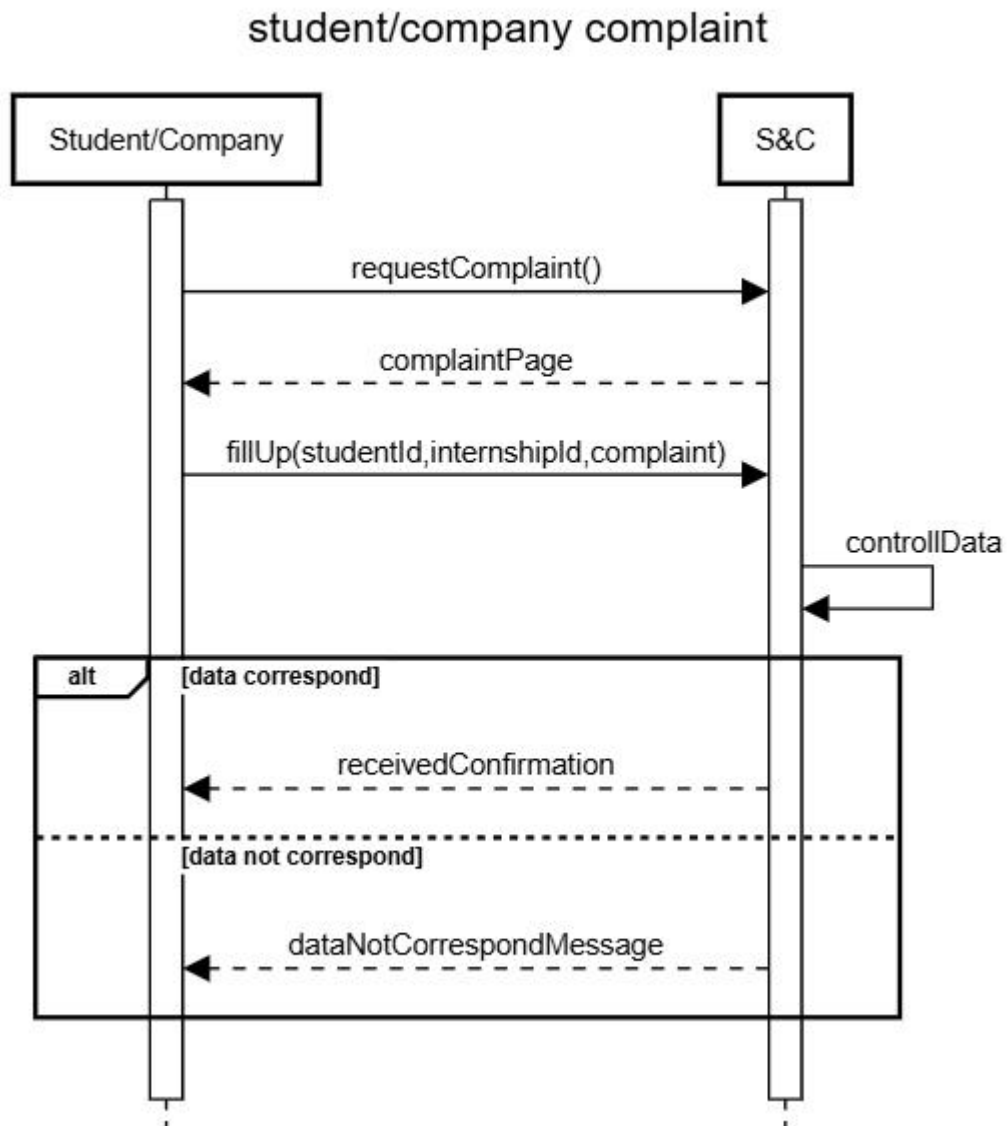 student/company complaint
Student/Company
S&C
requestComplaint()
complaintPage
fillUp(studentId,internshipId,complaint)
controllData
alt
[data correspond]
receivedConfirmation
[data not correspond]
dataNotCorrespondMessage